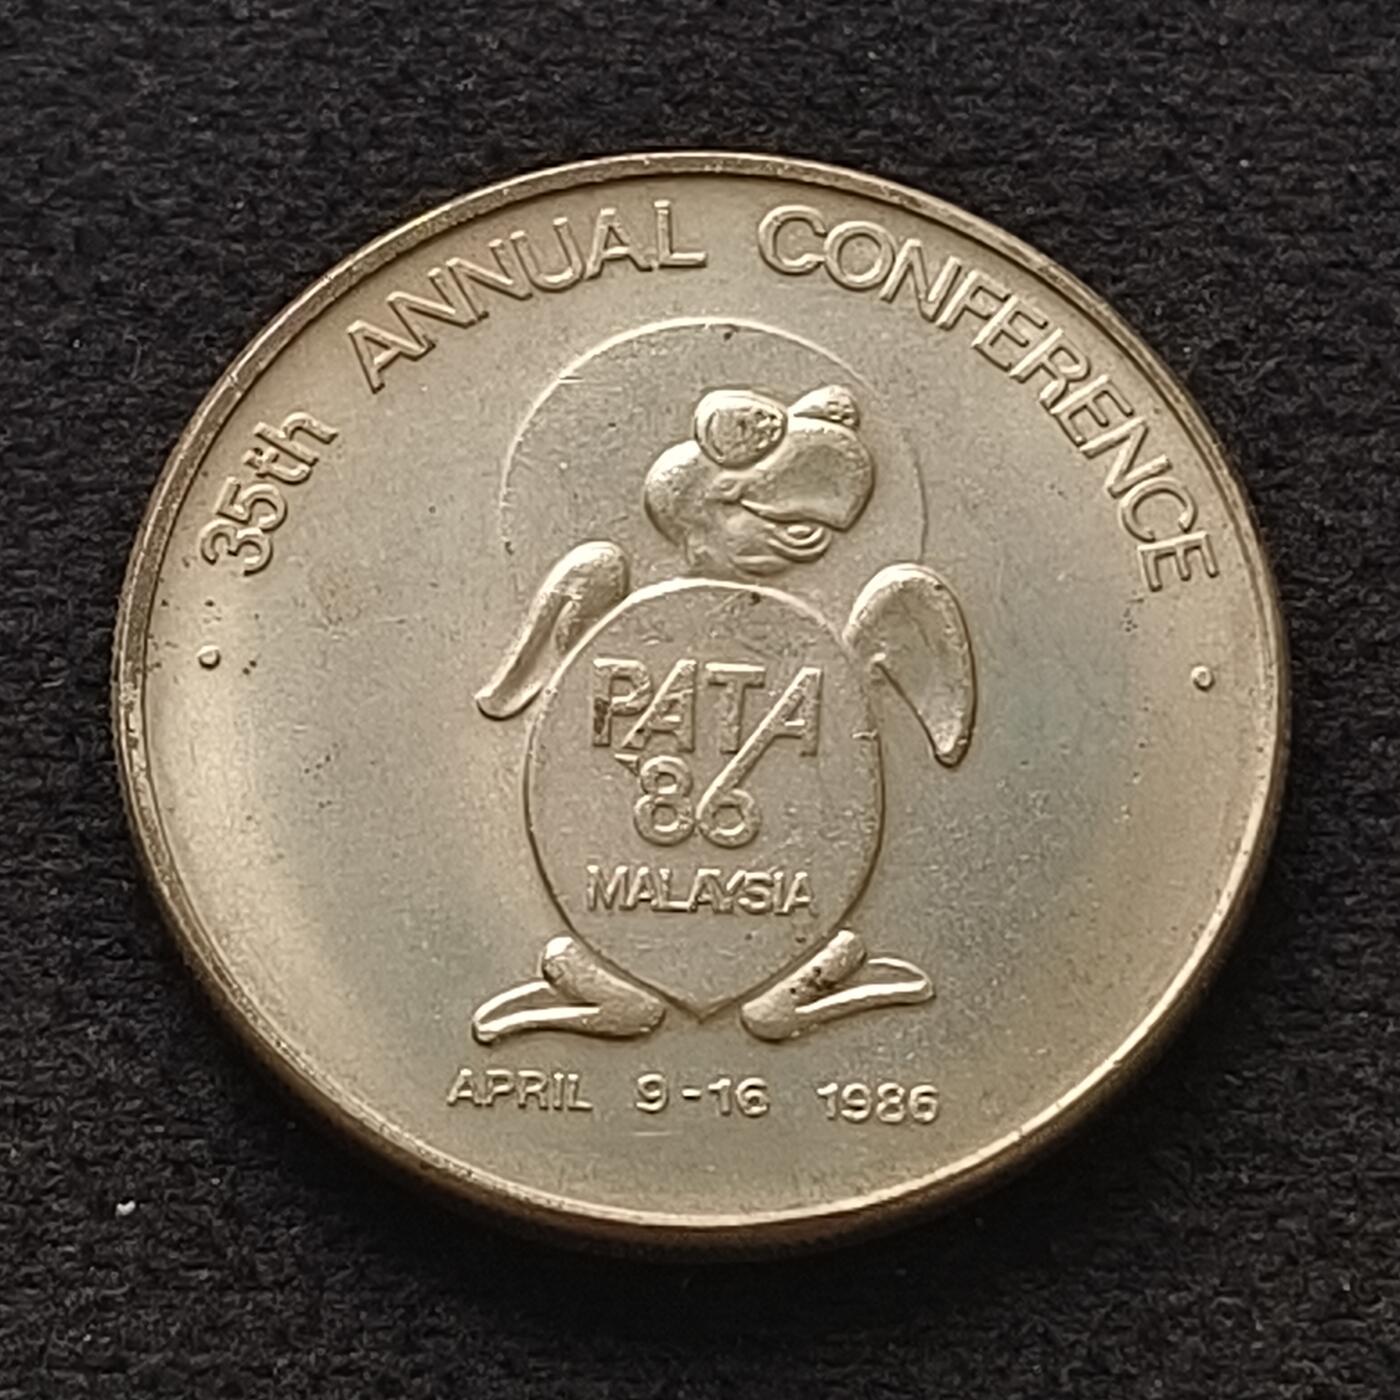 35th ANNUAL CONFERENCE
PATA
'86
MALAYSIA
APRIL 9-16 1986